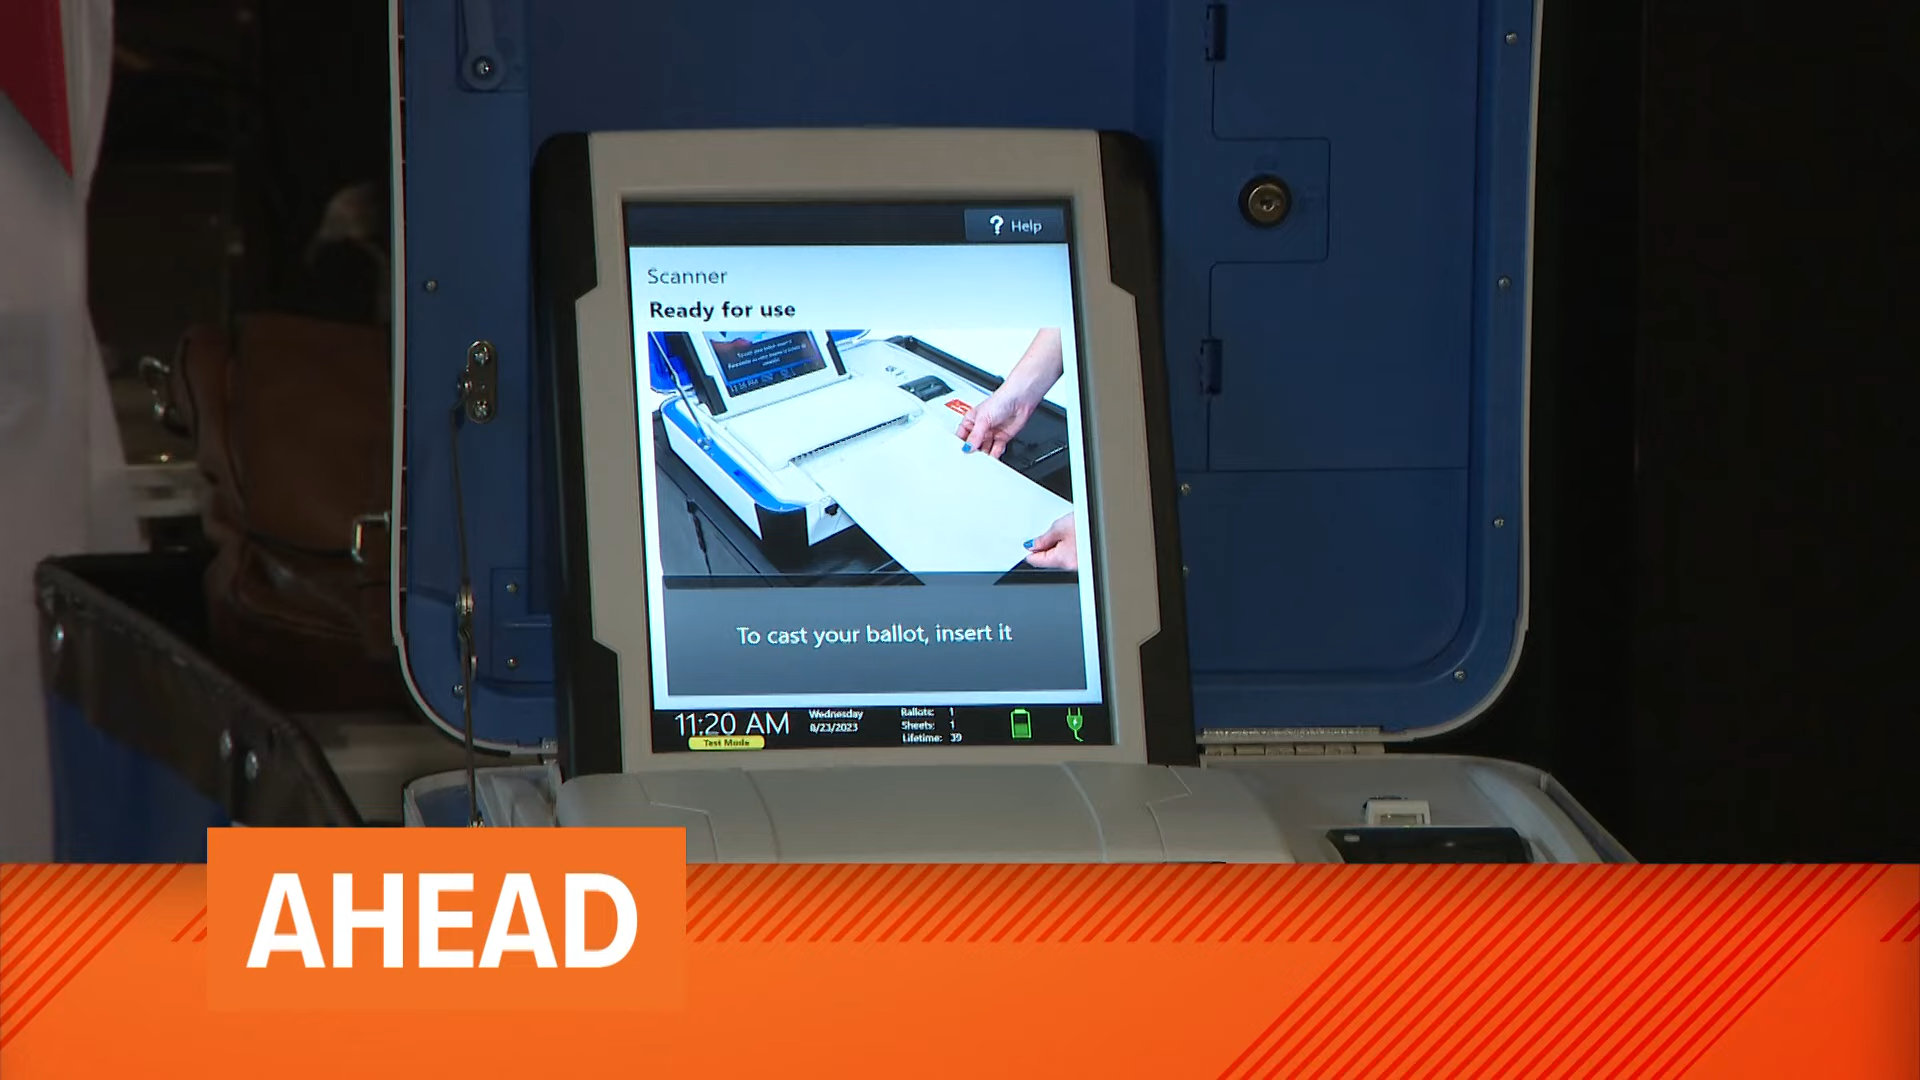 ? Help
Scanner
Ready for use
To cast your ballot, insert it
11:20 AM
Test Mode
Wednesday
8/23/2023
Ballots: 1
Sheets: 1
Lifetime: 39
AHEAD